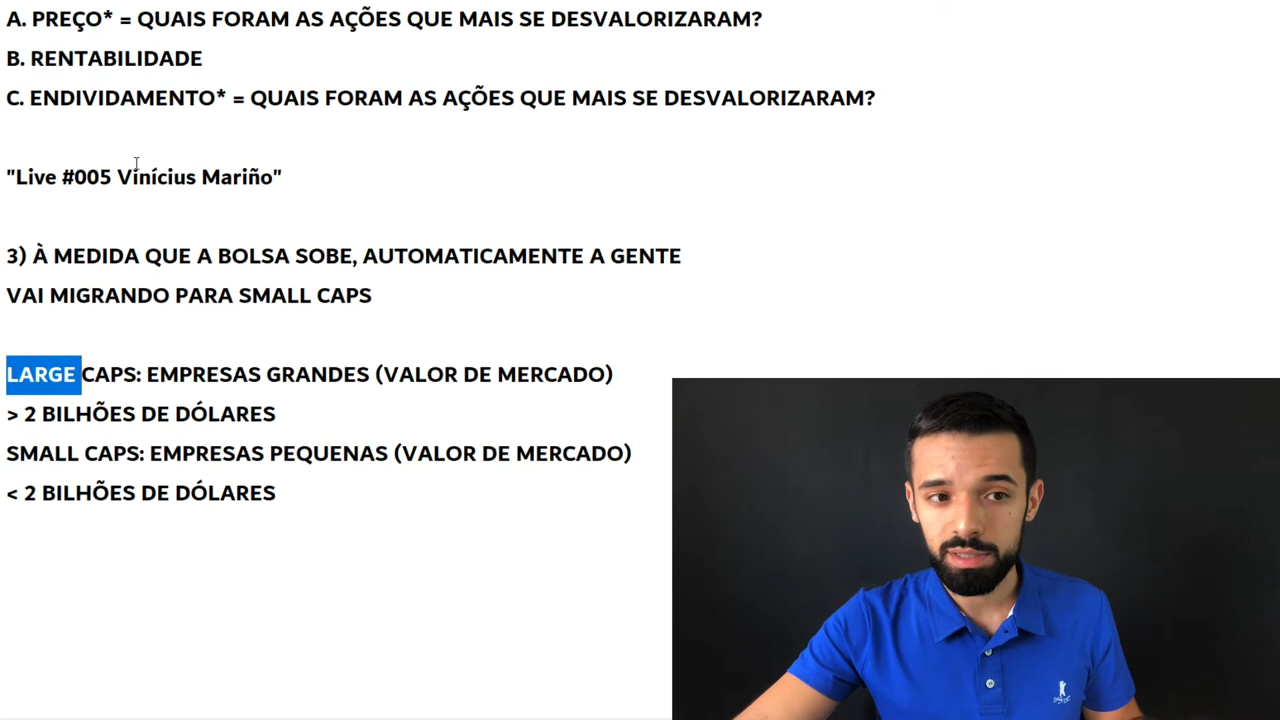 A. PREÇO* = QUAIS FORAM AS AÇÕES QUE MAIS SE DESVALORIZARAM?
B. RENTABILIDADE
C. ENDIVIDAMENTO* = QUAIS FORAM AS AÇÕES QUE MAIS SE DESVALORIZARAM?
"Live #005 Vinícius Mariño"
3) À MEDIDA QUE A BOLSA SOBE, AUTOMATICAMENTE A GENTE
VAI MIGRANDO PARA SMALL CAPS
LARGE CAPS: EMPRESAS GRANDES (VALOR DE MERCADO)
> 2 BILHÕES DE DÓLARES
SMALL CAPS: EMPRESAS PEQUENAS (VALOR DE MERCADO)
< 2 BILHÕES DE DÓLARES